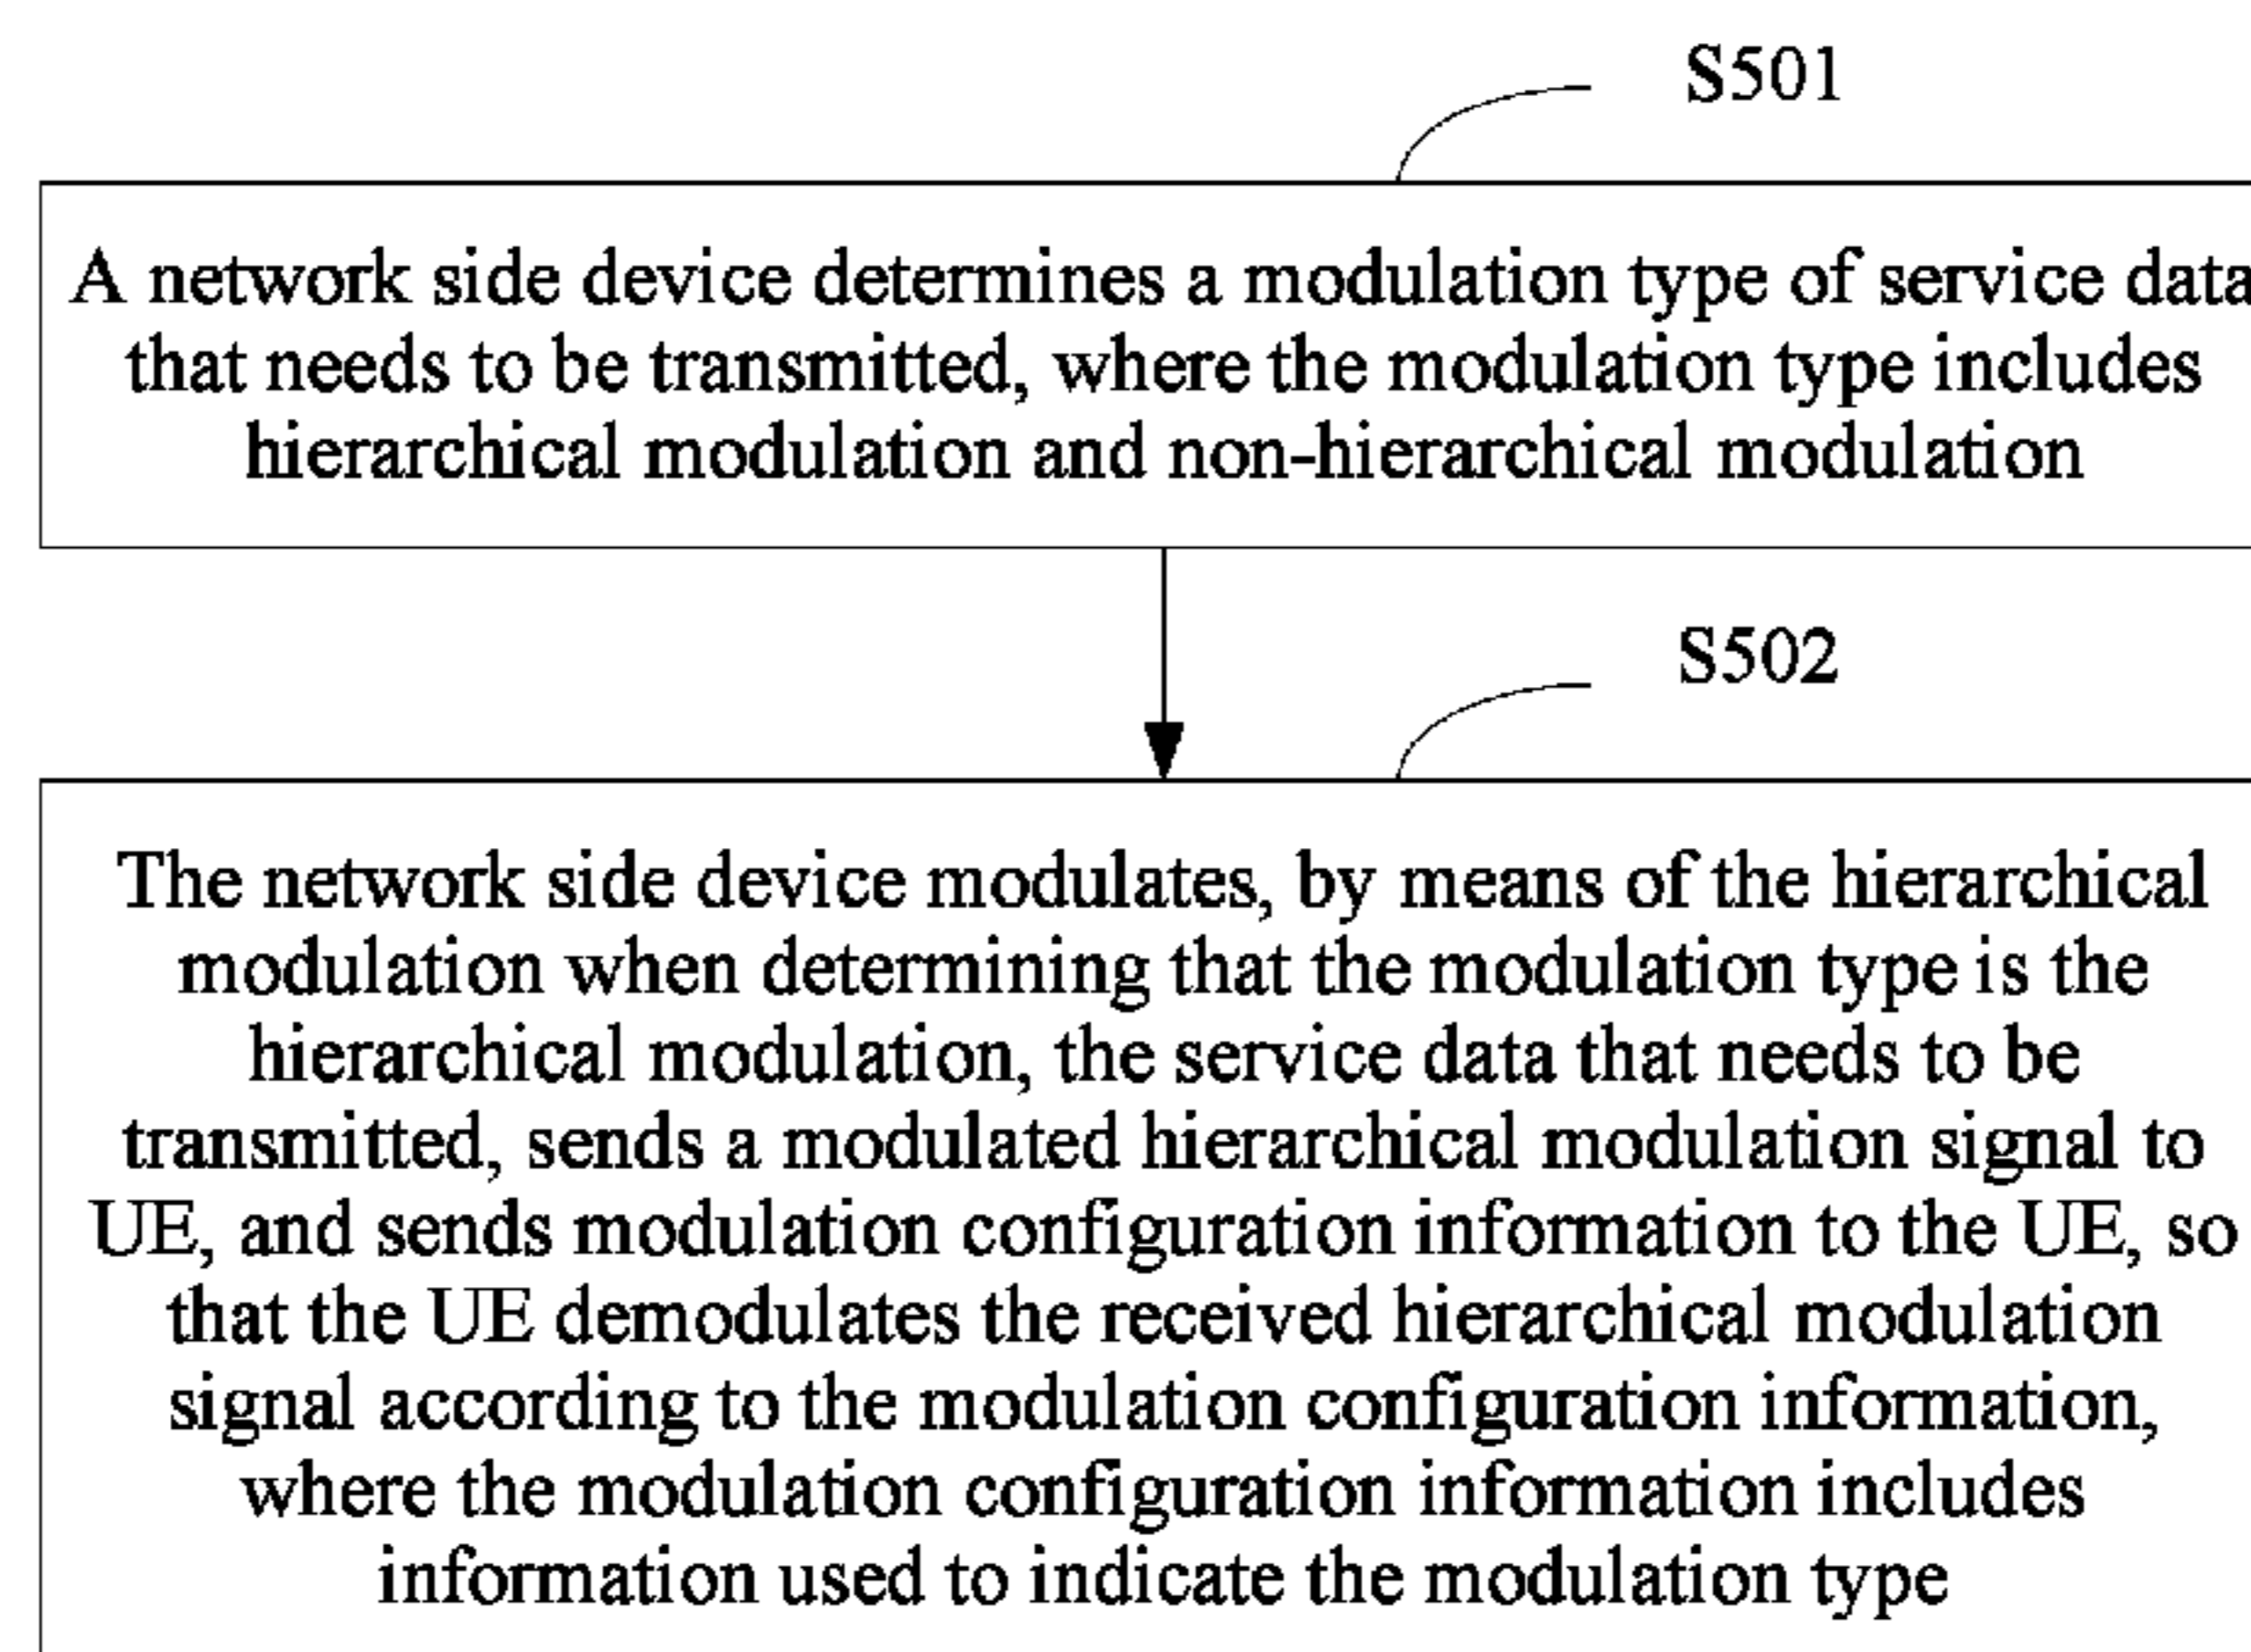 S501
A network side device determines a modulation type of service data
that needs to be transmitted, where the modulation type includes
hierarchical modulation and non-hierarchical modulation
S502
The network side device modulates, by means of the hierarchical
modulation when determining that the modulation type is the
hierarchical modulation, the service data that needs to be
transmitted, sends a modulated hierarchical modulation signal to
UE, and sends modulation configuration information to the UE, so
that the UE demodulates the received hierarchical modulation
signal according to the modulation configuration information,
where the modulation configuration information includes
information used to indicate the modulation type